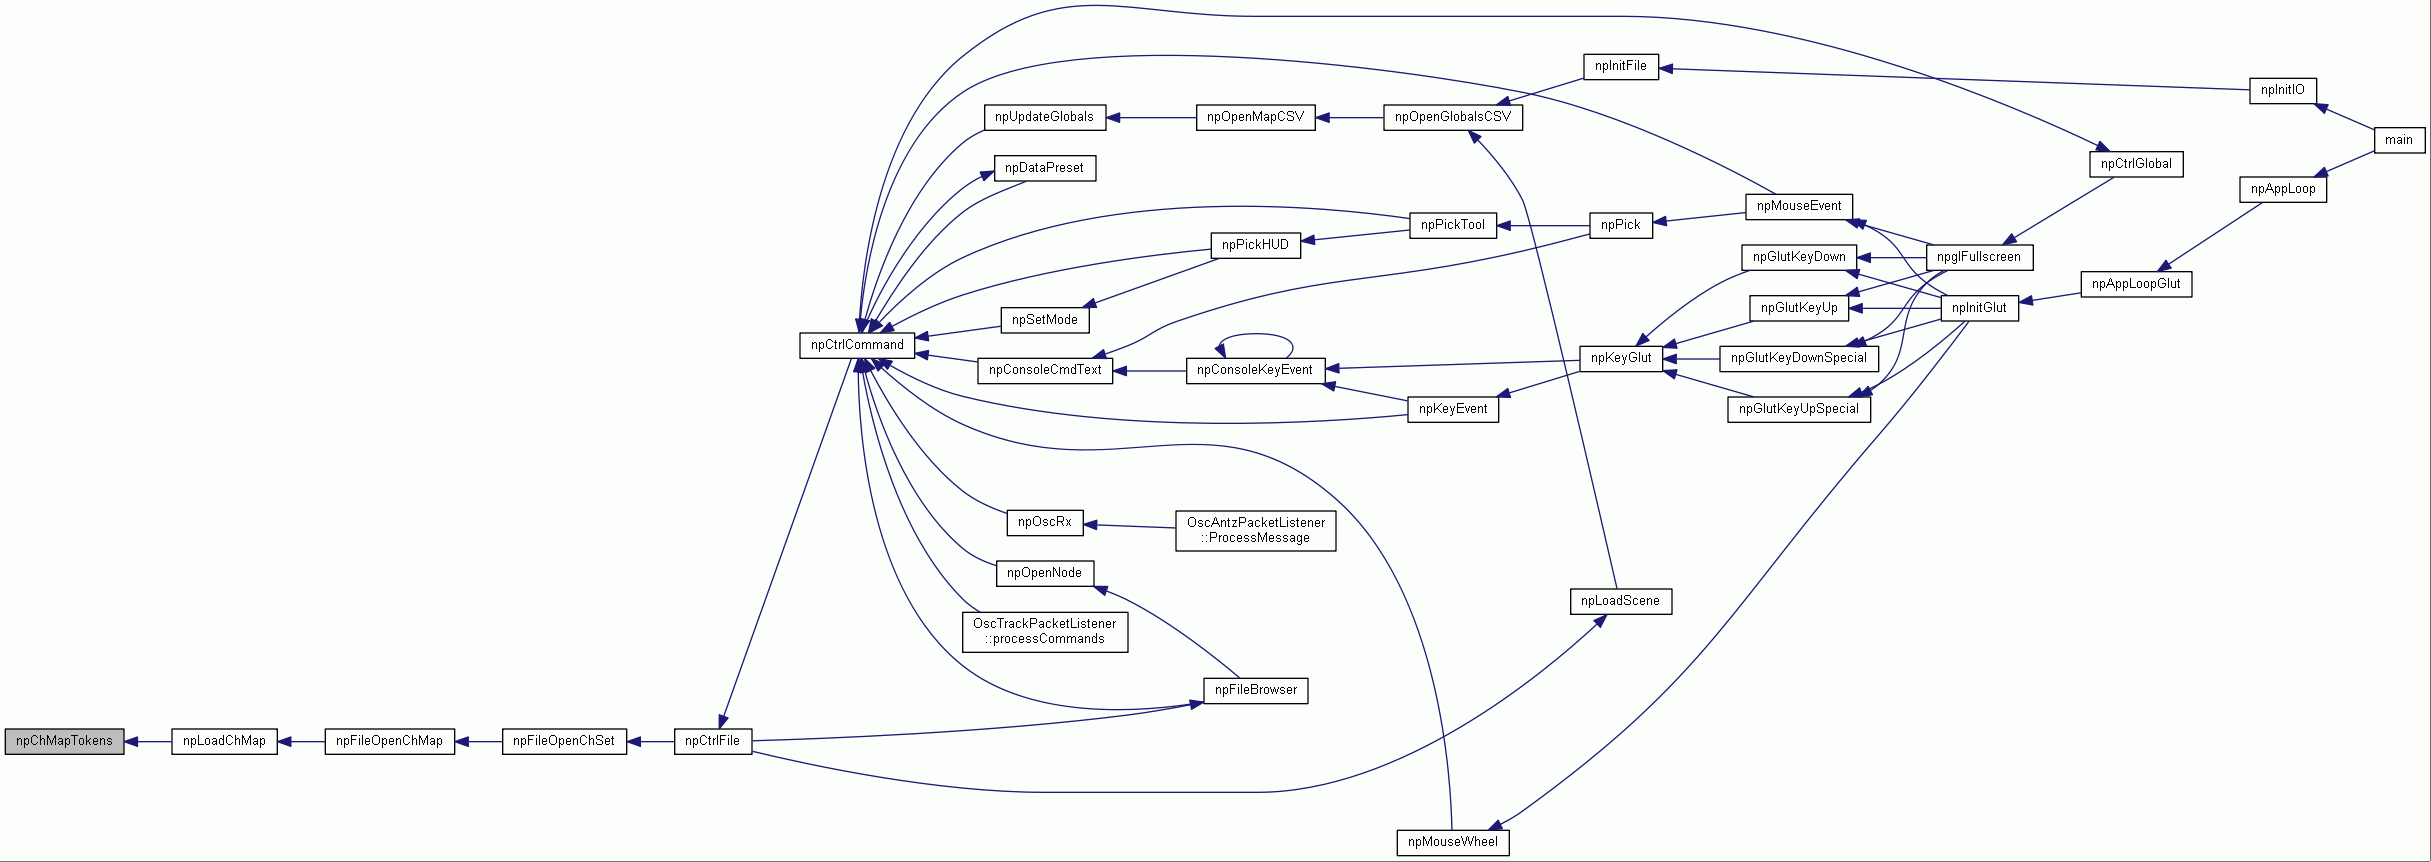 npInitFile
npInitIO
npUpdateGlobals
npOpenMapCSV
npOpenGlobalsCSV
main
npDataPreset
npCtrlGlobal
npAppLoop
npMouseEvent
npPickTool
npPick
npPickHUD
npGlutKeyDown
npglFullscreen
npAppLoopGlut
npSetMode
npGlutKeyUp
npInitGlut
npCtrlCommand
npKeyGlut
npGlutKeyDownSpecial
npConsoleCmdText
npConsoleKeyEvent
npKeyEvent
npGlutKeyUpSpecial
npOscRx
OscAntzPacketListener
::ProcessMessage
npOpenNode
npLoadScene
OscTrackPacketListener
::processCommands
npFileBrowser
npChMapTokens
npLoadChMap
npFileOpenChMap
npFileOpenChSet
npCtrlFile
npMouseWheel